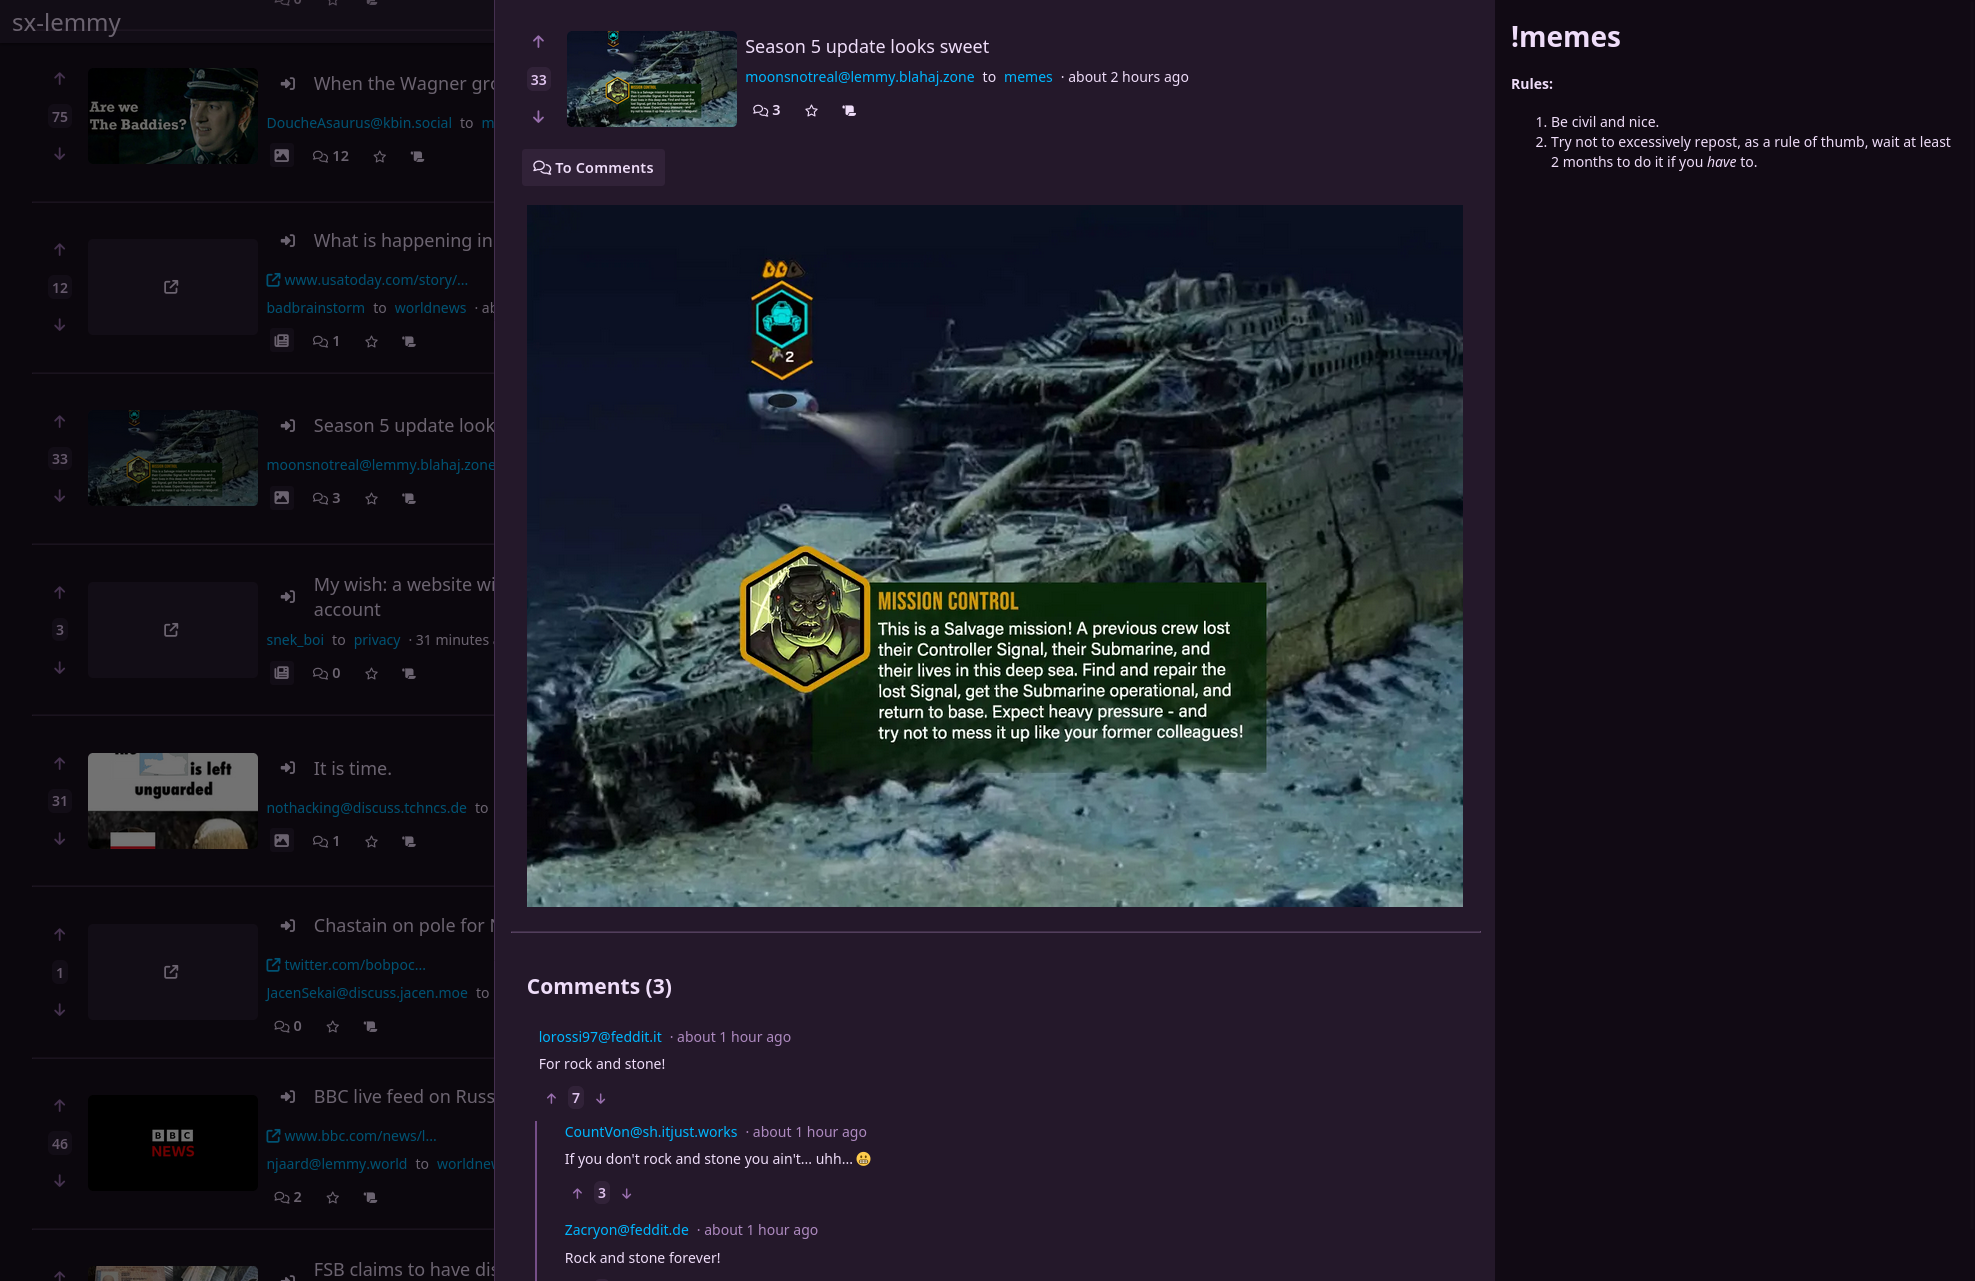 sx-lemmy
75
Are we
The Baddies?
When the Wagner gro
DoucheAsaurus@kbin.social to m
12
12
What is happening in
www.usatoday.com/story/...
badbrainstorm to worldnews · ab
1
33
MISSION CONTROL
Season 5 update look
moonsnotreal@lemmy.blahaj.zone
3
3
My wish: a website wi
account
snek_boi to privacy · 31 minutes
0
31
is left
unguarded
It is time.
nothacking@discuss.tchncs.de to
1
1
Chastain on pole for
twitter.com/bobpoc...
JacenSekai@discuss.jacen.moe to
0
46
BBC
NEWS
BBC live feed on Russ
www.bbc.com/news/l...
njaard@lemmy.world to worldnew
2
FSB claims to have dis
33
MISSION CONTROL
Season 5 update looks sweet
moonsnotreal@lemmy.blahaj.zone to memes · about 2 hours ago
3
To Comments
2
MISSION CONTROL
This is a Salvage mission! A previous crew lost
their Controller Signal, their Submarine, and
their lives in this deep sea. Find and repair the
lost Signal, get the Submarine operational, and
return to base. Expect heavy pressure - and
try not to mess it up like your former colleagues!
Comments (3)
lorossi97@feddit.it · about 1 hour ago
For rock and stone!
7
CountVon@sh.itjust.works · about 1 hour ago
If you don't rock and stone you ain't... uhh...😬
3
Zacryon@feddit.de · about 1 hour ago
Rock and stone forever!
!memes
Rules:
1. Be civil and nice.
2. Try not to excessively repost, as a rule of thumb, wait at least
2 months to do it if you have to.